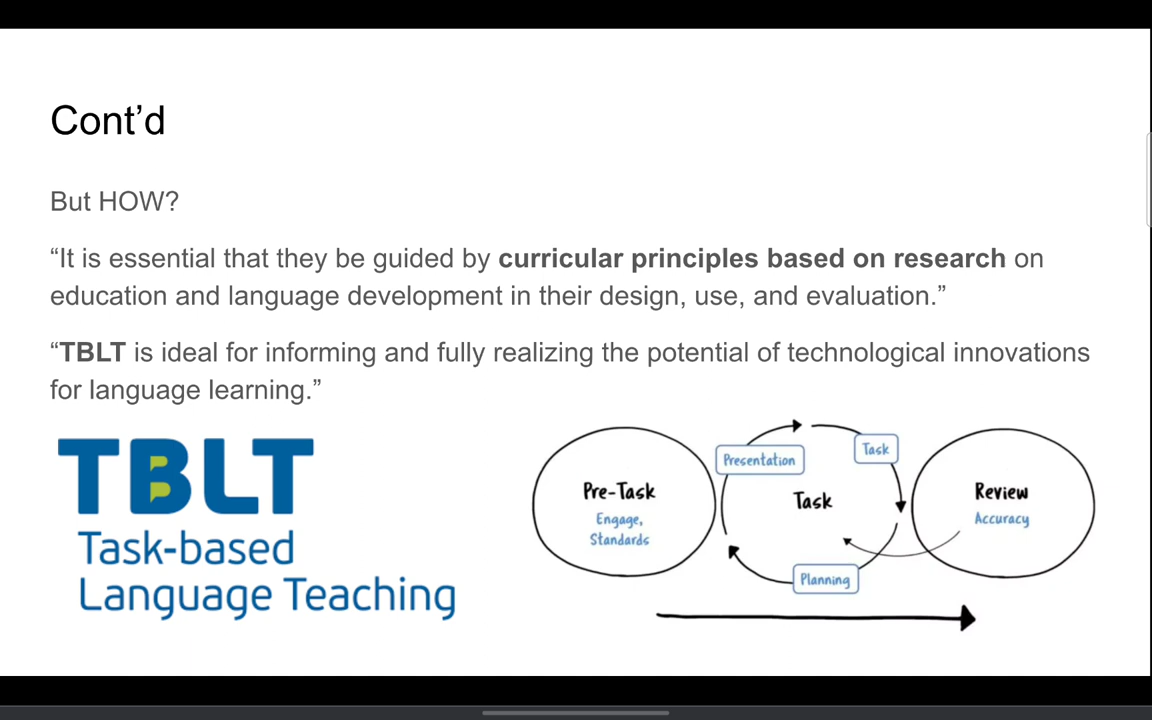 Cont’d
But HOW?
“It is essential that they be guided by curricular principles based on research on
education and language development in their design, use, and evaluation.”
“TBLT is ideal for informing and fully realizing the potential of technological innovations
for language learning.”
TBLT
Task-based
Language Teaching
Pre-Task
Engage,
Standards
Presentation
Task
Task
Planning
Review
Accuracy